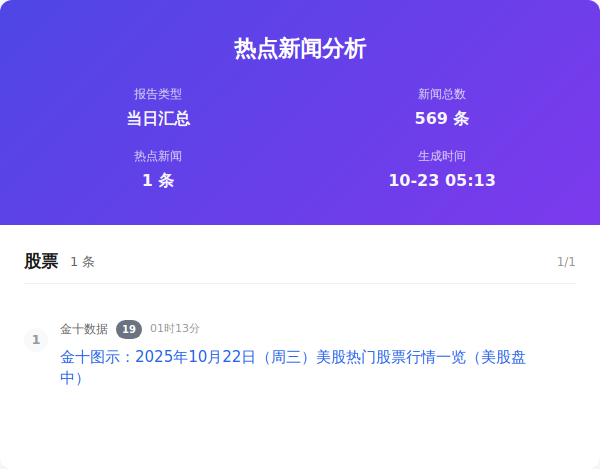 热点新闻分析
报告类型
新闻总数
当日汇总
569 条
热点新闻
生成时间
1 条
10-23 05:13
股票 1 条 1/1
1
金十数据 19 01时13分
金十图示：2025年10月22日（周三）美股热门股票行情一览（美股盘
中）